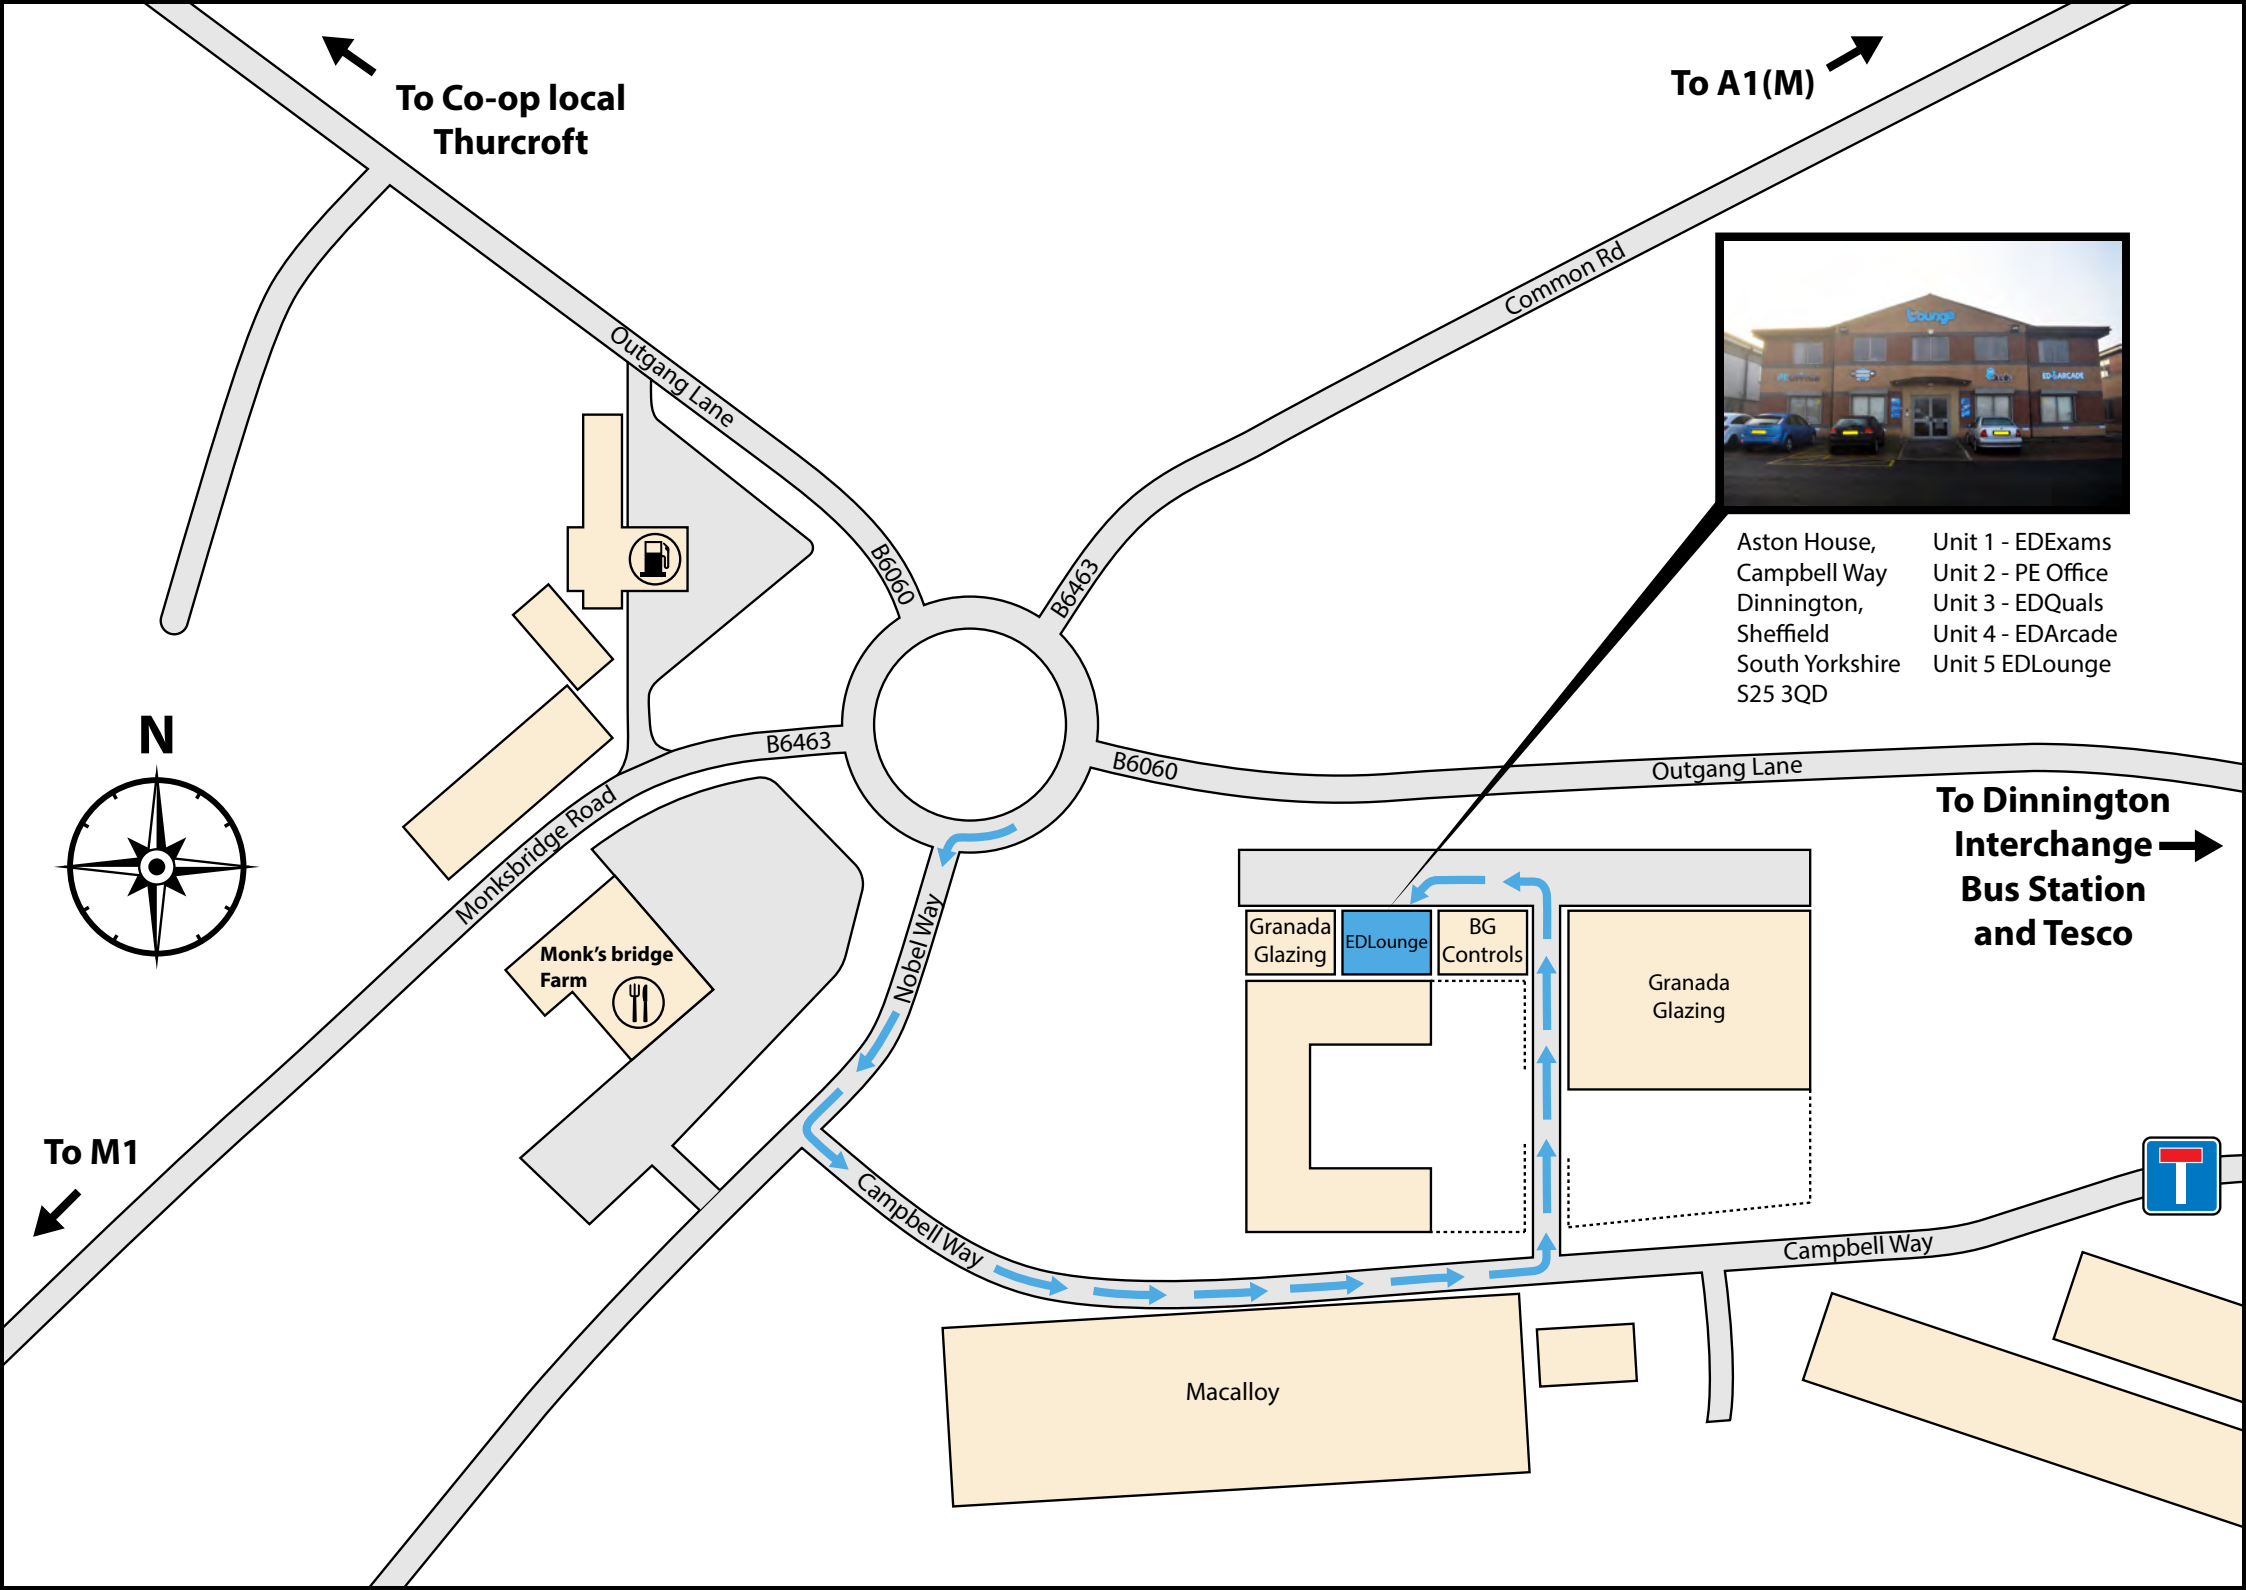 To Co-op local
Thurcroft
To A1(M)
Common Rd
Outgang Lane
B6060
B6463
ED ARCADE
Aston House,
Campbell Way
Dinnington,
Sheffield
South Yorkshire
S25 3QD
Unit 1 - EDExams
Unit 2 - PE Office
Unit 3 - EDQuals
Unit 4 - EDArcade
Unit 5 EDLounge
N
B6463
Monksbridge Road
B6060
Outgang Lane
To Dinnington
Interchange
Bus Station
and Tesco
Nobel Way
Granada
Glazing
EDLounge
BG
Controls
Granada
Glazing
Monk's bridge
Farm
To M1
Campbell Way
Campbell Way
Macalloy